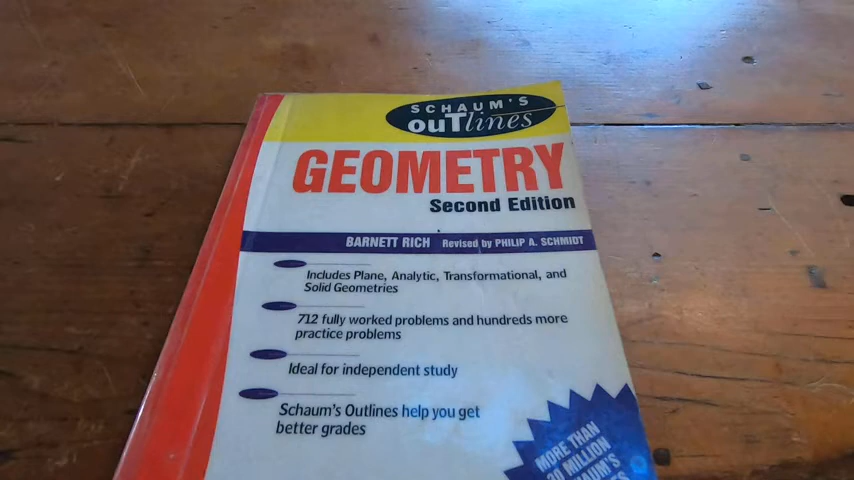 SCHAUM'S
ouTlines
GEOMETRY
Second Edition
BARNETT RICH Revised by PHILIP A. SCHMIDT
Includes Plane, Analytic, Transformational, and
Solid Geometries
712 fully worked problems and hundreds more
practice problems
Ideal for independent study
Schaum's Outlines help you get
better grades
MORE THAN
30 MILLION